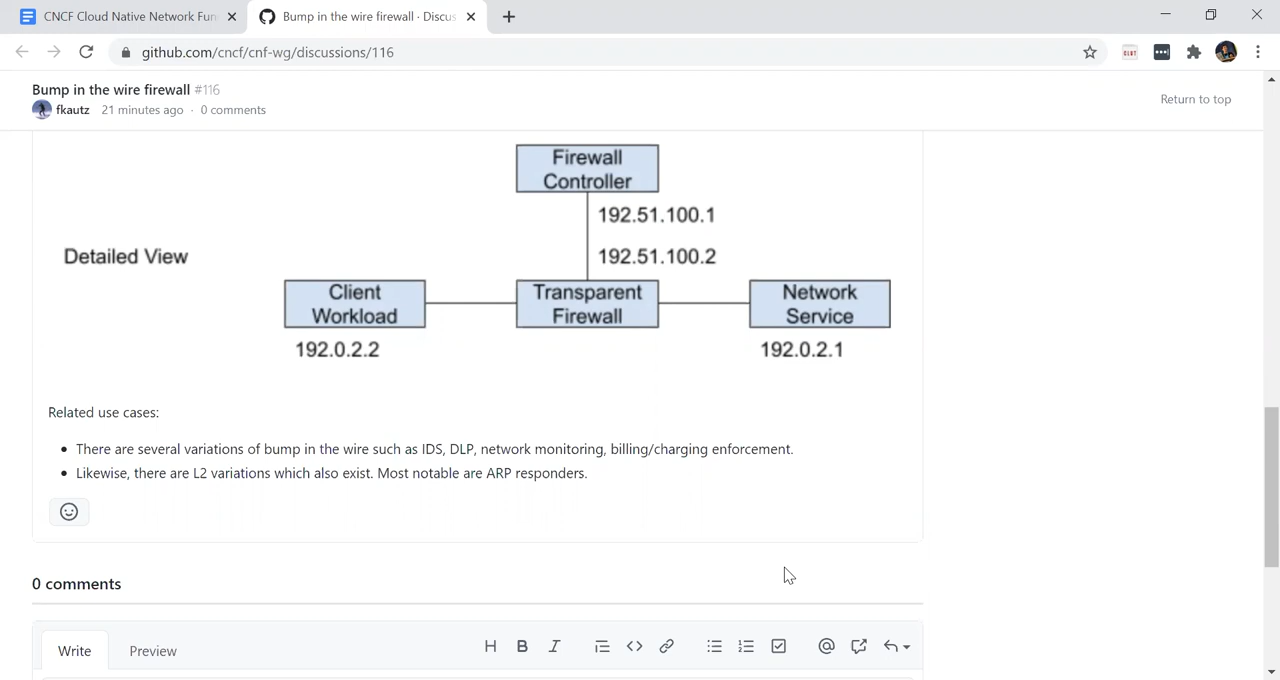 CNCF Cloud Native Network Fun
Bump in the wire firewall · Discus
github.com/cncf/cnf-wg/discussions/116
Bump in the wire firewall #116
fkautz 21 minutes ago · 0 comments
Return to top
Firewall
Controller
192.51.100.1
Detailed View
192.51.100.2
Client
Workload
Transparent
Firewall
Network
Service
192.0.2.2
192.0.2.1
Related use cases:
There are several variations of bump in the wire such as IDS, DLP, network monitoring, billing/charging enforcement.
Likewise, there are L2 variations which also exist. Most notable are ARP responders.
0 comments
Write
Preview
H B I